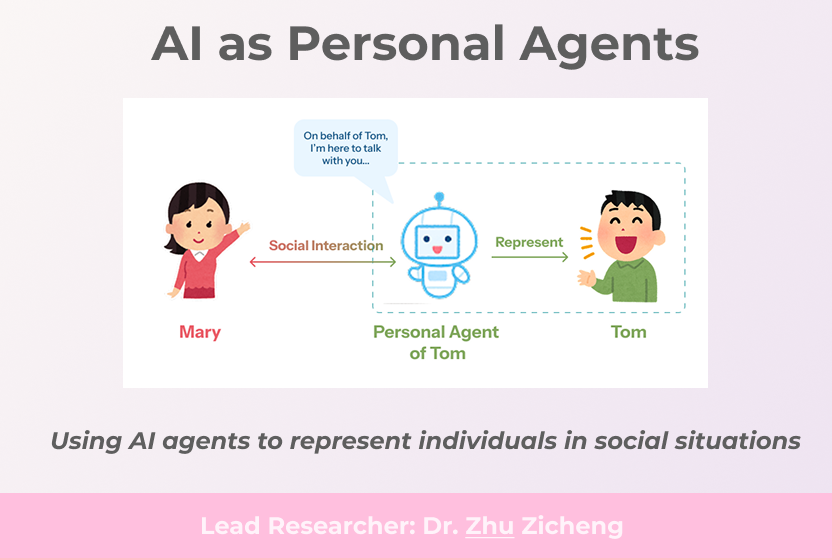 AI as Personal Agents
On behalf of Tom,
I'm here to talk
with you...
Social Interaction
Represent
Mary
Personal Agent
of Tom
Tom
Using AI agents to represent individuals in social situations
Lead Researcher: Dr. Zhu Zicheng